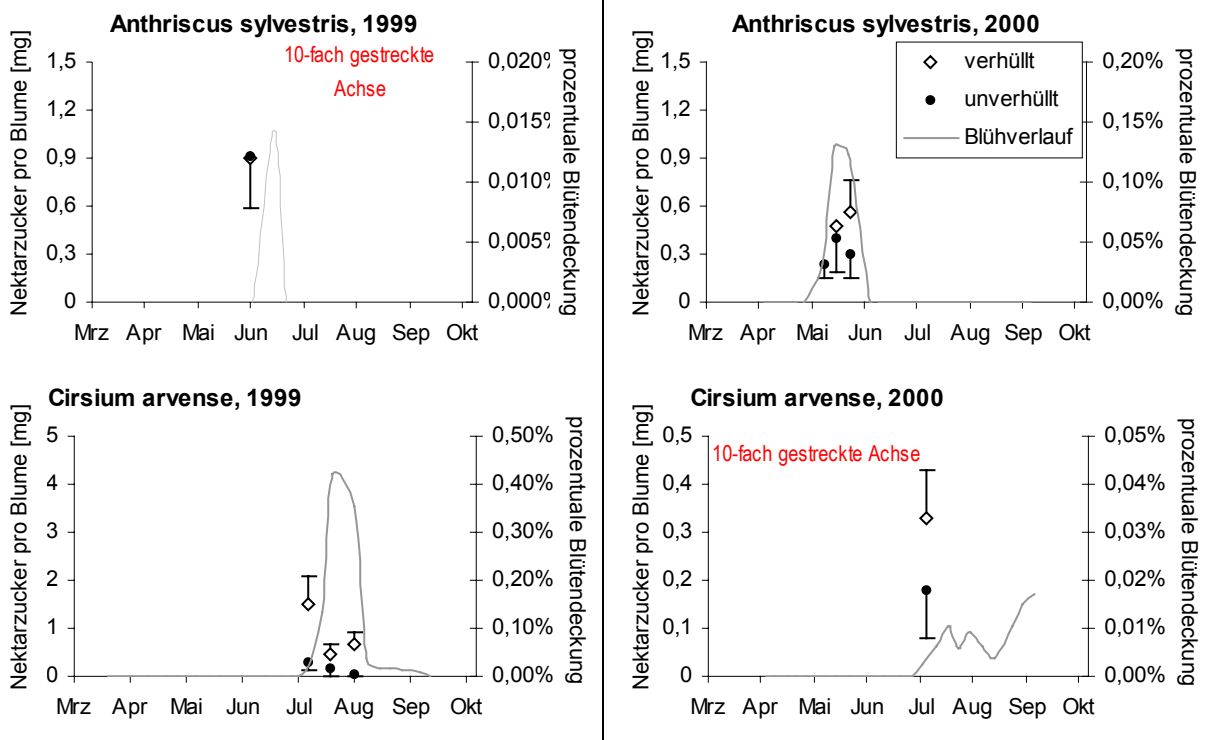 Anthriscus sylvestris, 1999
10-fach gestreckte
Achse
Nektarzucker pro Blume [mg]
1,5
1,2
0,9
0,6
0,3
0
0,020%
0,015%
0,010%
0,005%
0,000%
prozentuale Blütendeckung
Mrz Apr Mai Jun Jul Aug Sep Okt
Anthriscus sylvestris, 2000
verhüllt
unverhüllt
Blühverlauf
Nektarzucker pro Blume [mg]
1,5
1,2
0,9
0,6
0,3
0
0,20%
0,15%
0,10%
0,05%
0,00%
prozentuale Blütendeckung
Mrz Apr Mai Jun Jul Aug Sep Okt
Cirsium arvense, 1999
Nektarzucker pro Blume [mg]
5
4
3
2
1
0
0,50%
0,40%
0,30%
0,20%
0,10%
0,00%
prozentuale Blütendeckung
Mrz Apr Mai Jun Jul Aug Sep Okt
Cirsium arvense, 2000
10-fach gestreckte Achse
Nektarzucker pro Blume [mg]
0,5
0,4
0,3
0,2
0,1
0
0,05%
0,04%
0,03%
0,02%
0,01%
0,00%
prozentuale Blütendeckung
Mrz Apr Mai Jun Jul Aug Sep Okt